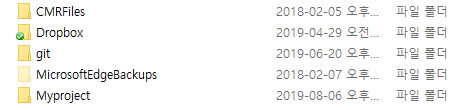 CMRFiles 2018-02-05 오후... 파일 폴더
Dropbox 2019-04-29 오전... 파일 폴더
git 2019-06-20 오후... 파일 폴더
MicrosoftEdgeBackups 2018-02-07 오후... 파일 폴더
Myproject 2019-08-06 오후... 파일 폴더